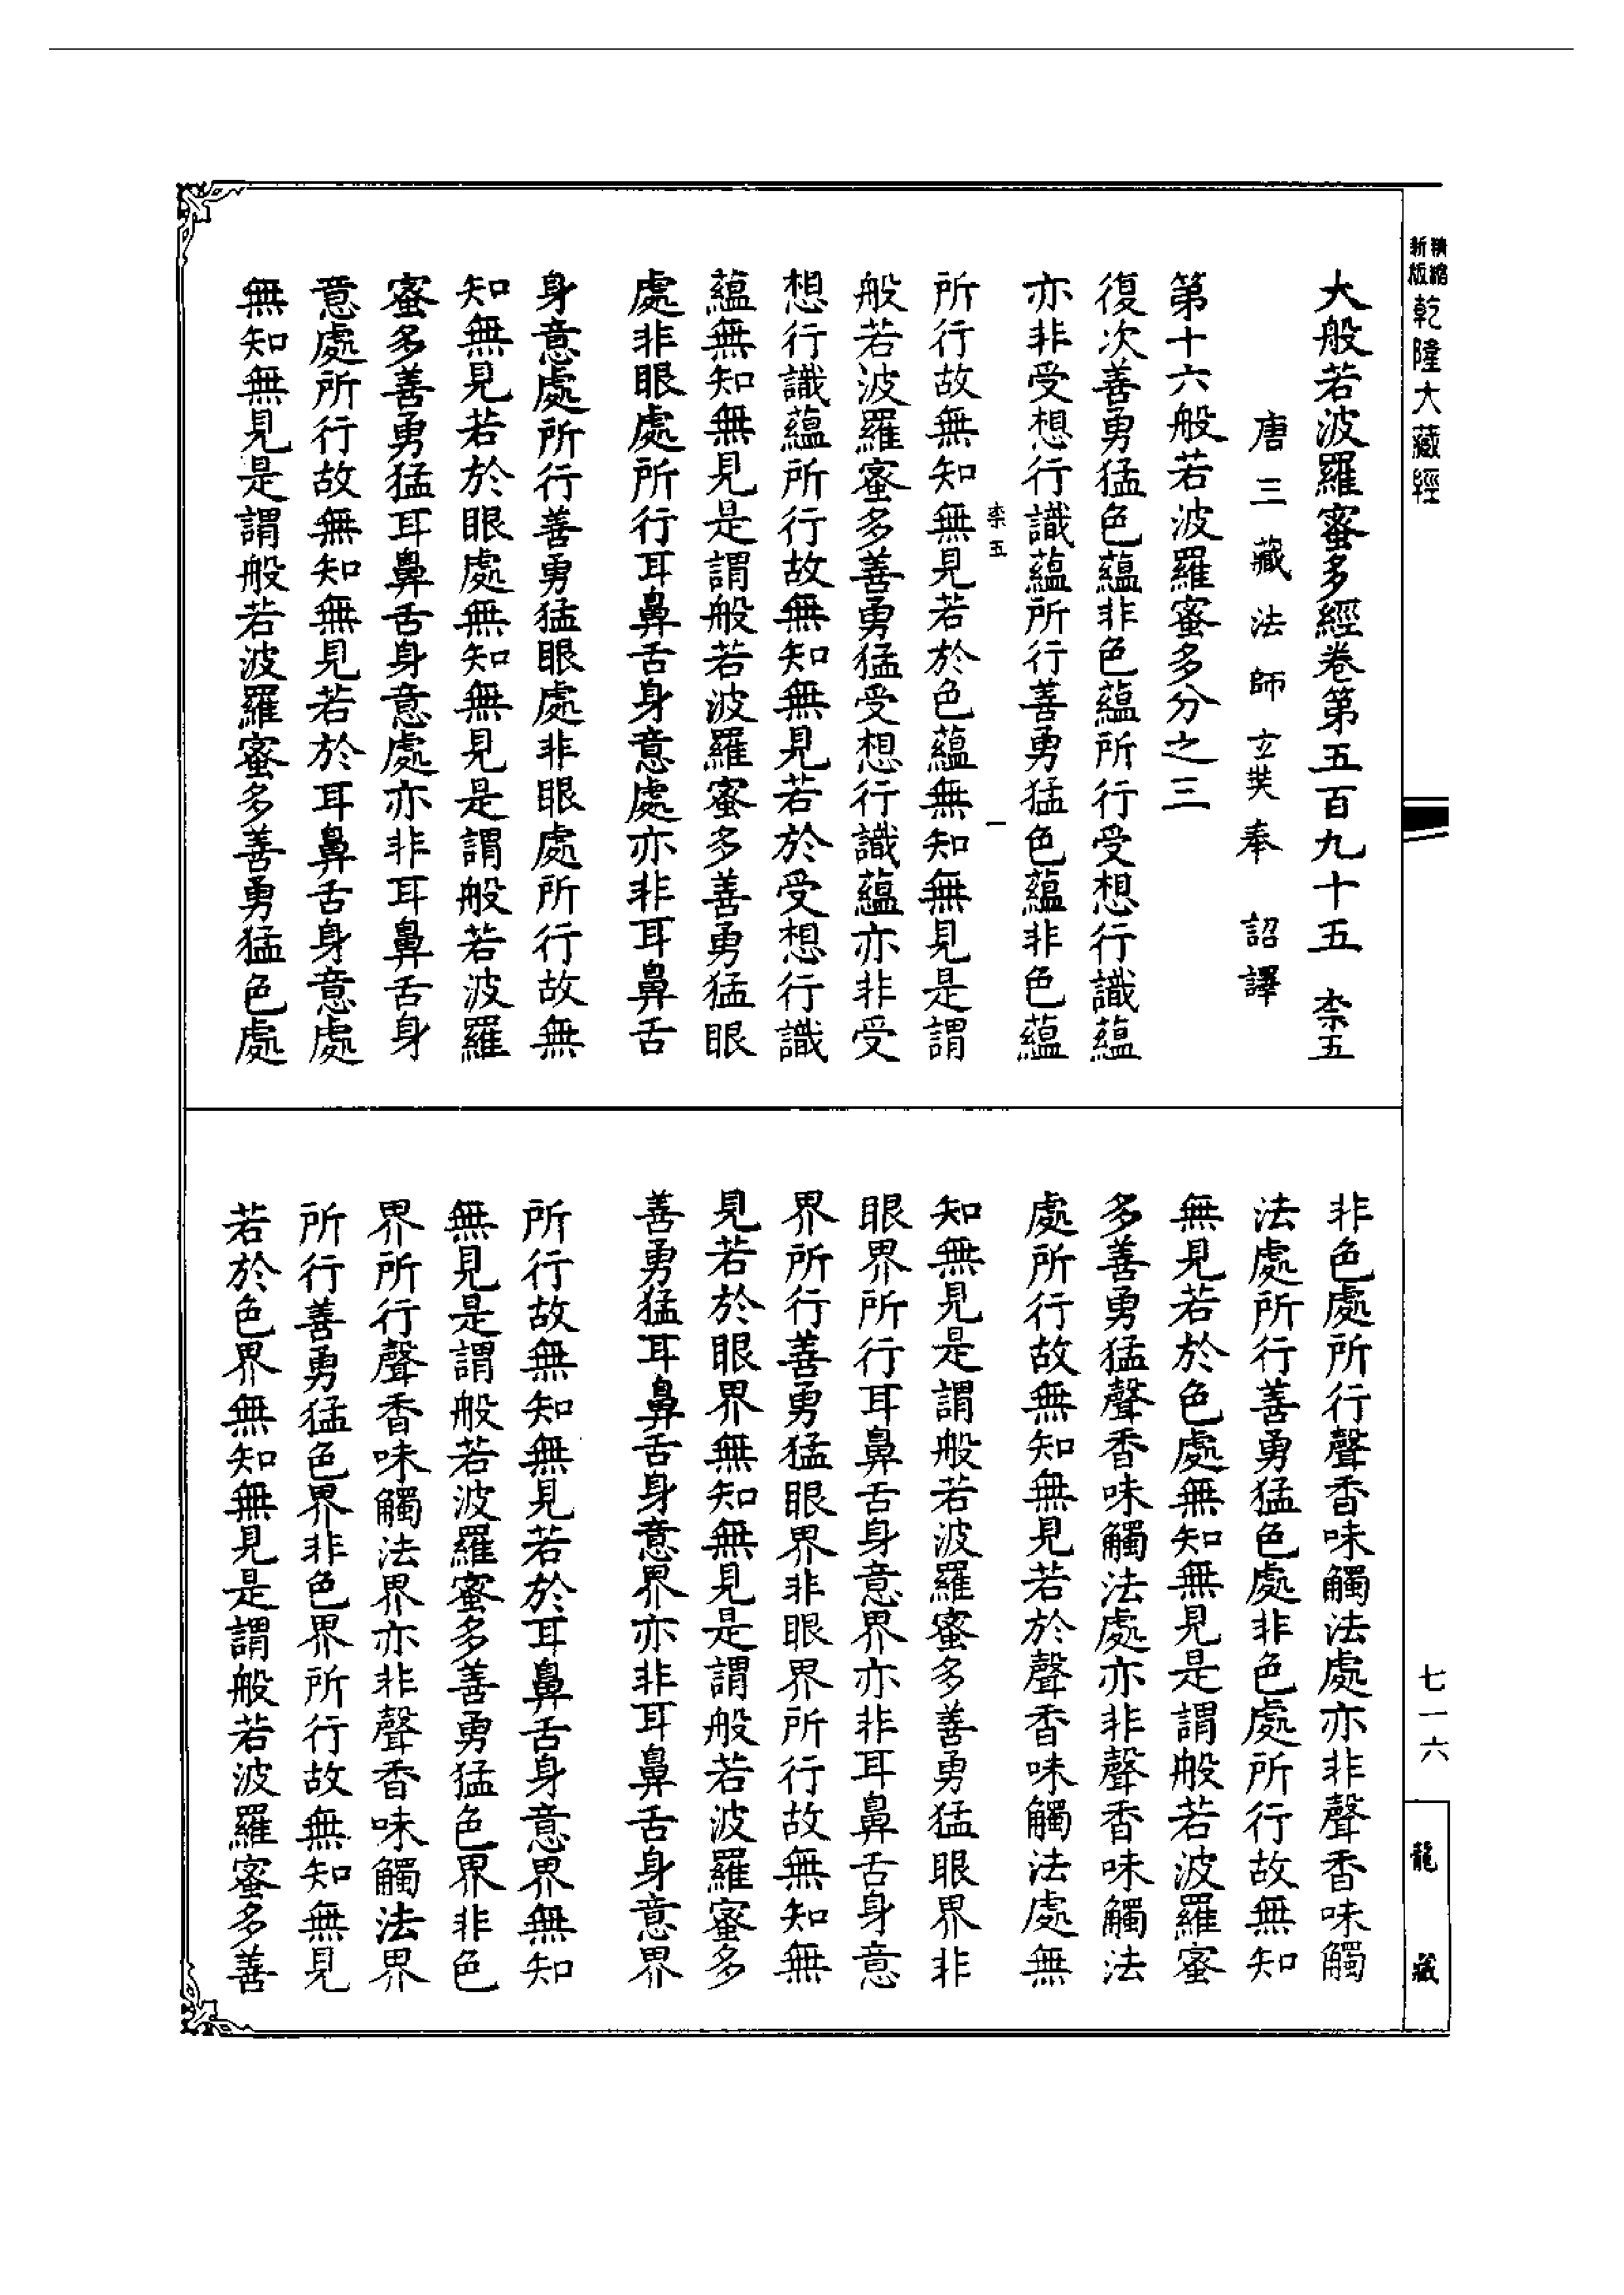 精縮新版乾隆大藏經
大般若波羅蜜多經卷第五百九十五　柰五
唐三藏法師玄奘奉　詔譯
第十六般若波羅蜜多分之三
復次善勇猛色蘊非色蘊所行受想行識蘊
亦非受想行識蘊所行善勇猛色蘊非色蘊
柰五　一
所行故無知無見若於色蘊無知無見是謂
般若波羅蜜多善勇猛受想行識蘊亦非受
想行識蘊所行故無知無見若於受想行識
蘊無知無見是謂般若波羅蜜多善勇猛眼
處非眼處所行耳鼻舌身意處亦非耳鼻舌
身意處所行善勇猛眼處非眼處所行故無
知無見若於眼處無知無見是謂般若波羅
蜜多善勇猛耳鼻舌身意處亦非耳鼻舌身
意處所行故無知無見若於耳鼻舌身意處
無知無見是謂般若波羅蜜多善勇猛色處
非色處所行聲香味觸法處亦非聲香味觸
法處所行善勇猛色處非色處所行故無知
無見若於色處無知無見是謂般若波羅蜜
多善勇猛聲香味觸法處亦非聲香味觸法
處所行故無知無見若於聲香味觸法處無
知無見是謂般若波羅蜜多善勇猛眼界非
眼界所行耳鼻舌身意界亦非耳鼻舌身意
界所行善勇猛眼界非眼界所行故無知無
見若於眼界無知無見是謂般若波羅蜜多
善勇猛耳鼻舌身意界亦非耳鼻舌身意界
所行故無知無見若於耳鼻舌身意界無知
無見是謂般若波羅蜜多善勇猛色界非色
界所行聲香味觸法界亦非聲香味觸法界
所行善勇猛色界非色界所行故無知無見
若於色界無知無見是謂般若波羅蜜多善
七一六
龍藏